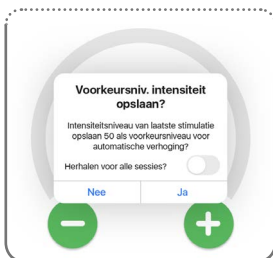 Voorkeursniv. intensiteit
opslaan?
Intensiteitsniveau van laatste stimulatie
opslaan 50 als voorkeursniveau voor
automatische verhoging?
Herhalen voor alle sessies?
Nee Ja